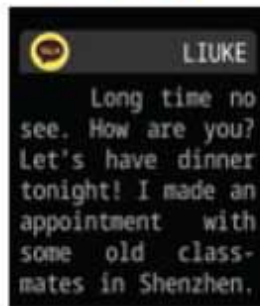 LIUKE
Long time no
see. How are you?
Let's have dinner
tonight! I made an
appointment with
some old class-
mates in Shenzhen.